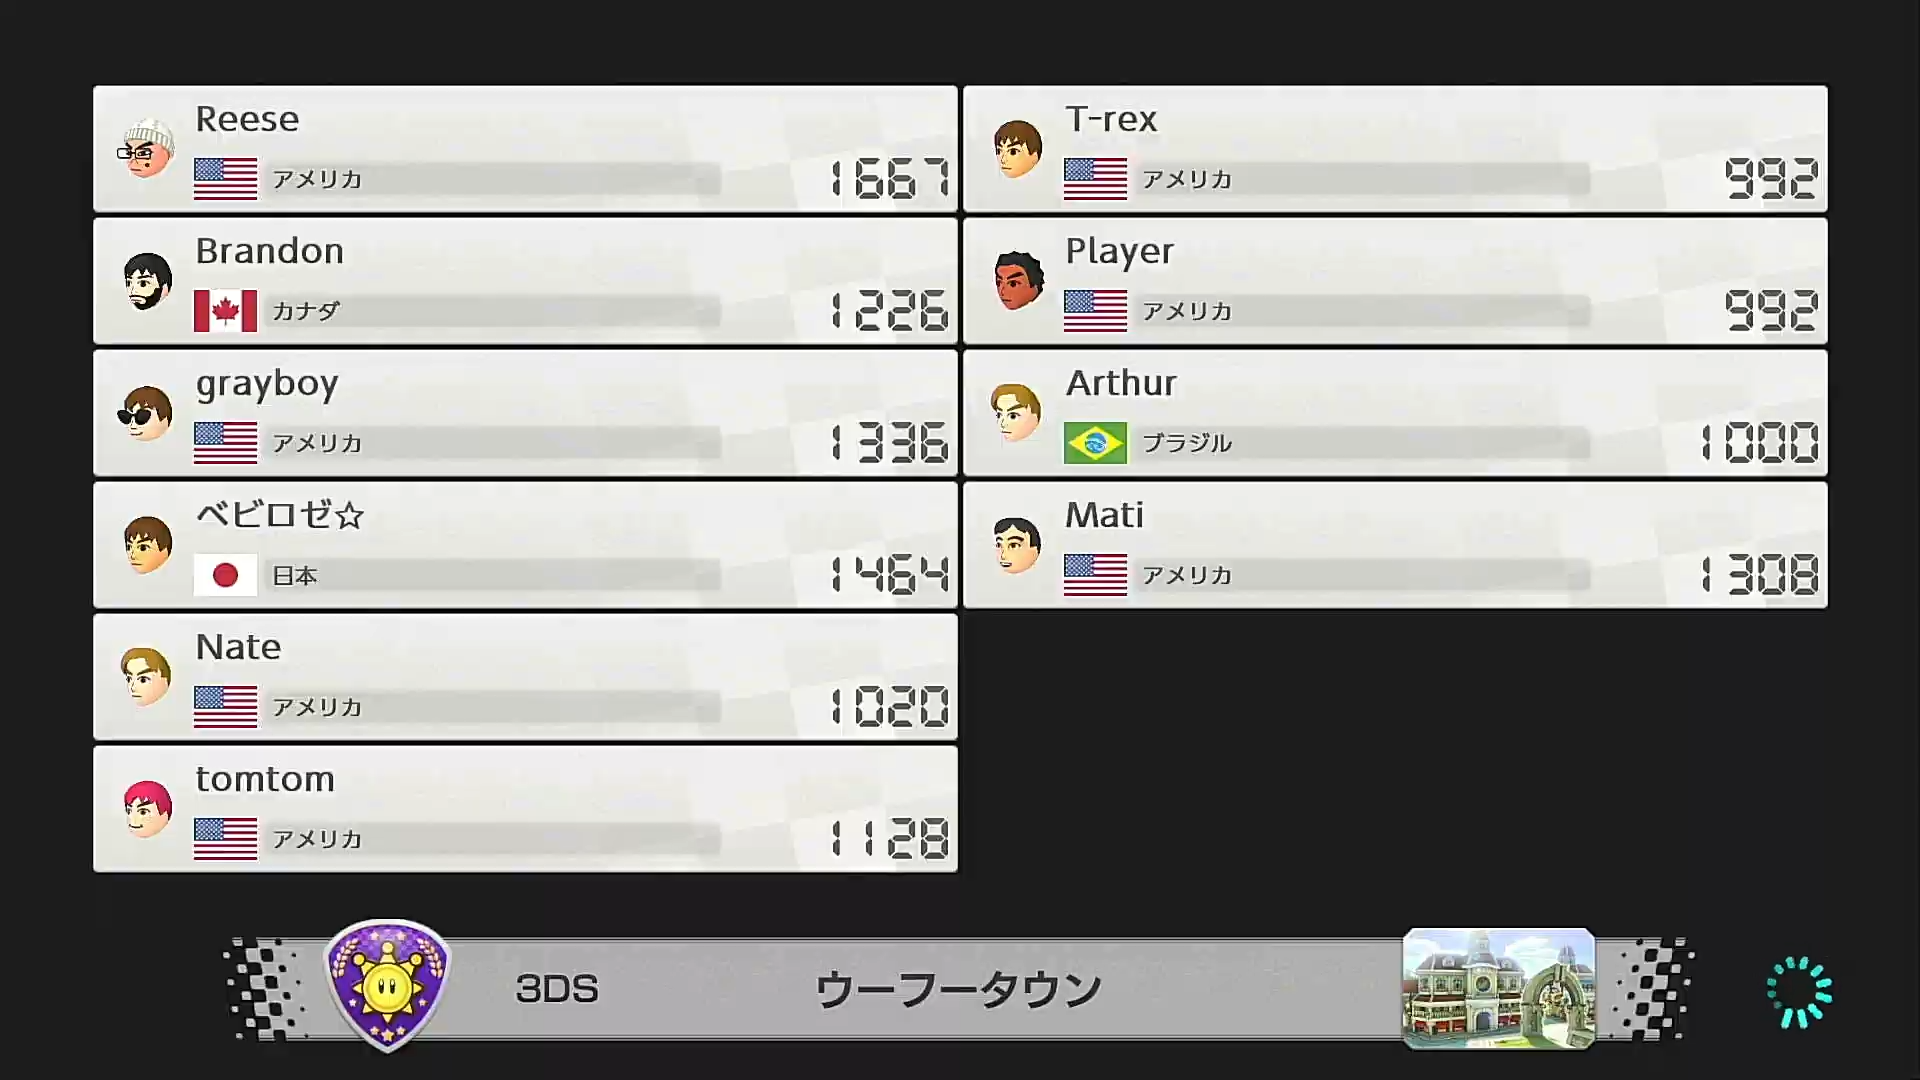 Reese
アメリカ
1667
Brandon
カナダ
1226
grayboy
アメリカ
1336
ベビロゼ☆
日本
1464
Nate
アメリカ
1020
tomtom
アメリカ
1128
T-rex
アメリカ
992
Player
アメリカ
992
Arthur
ブラジル
1000
Mati
アメリカ
1308
3DS ウーフータウン